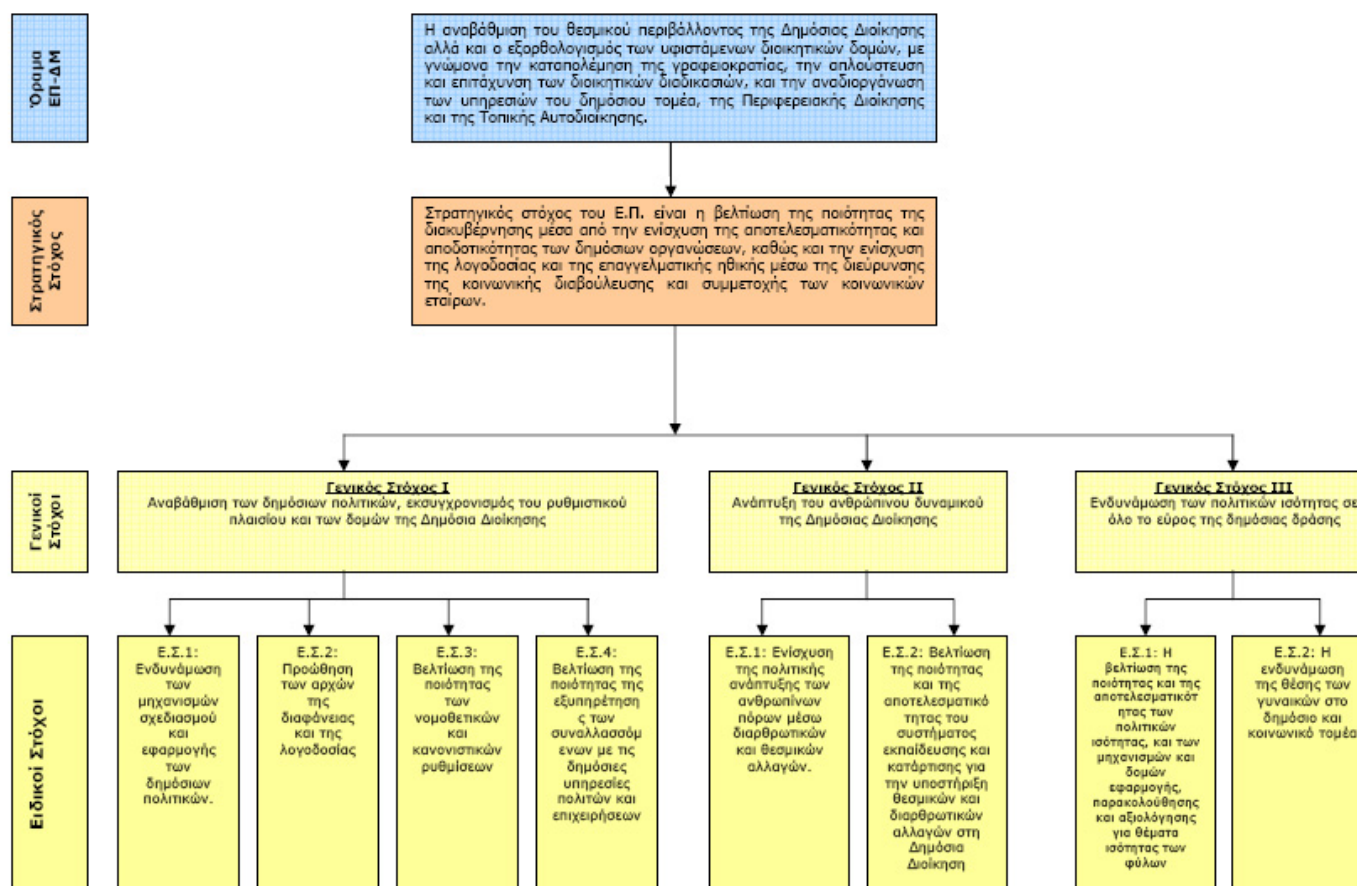 Όραμα
ΕΠ-ΔΜ
Η αναβάθμιση του θεσμικού περιβάλλοντος της Δημόσιας Διοίκησης
αλλά και ο εξορθολογισμός των υφιστάμενων διοικητικών δομών, με
γνώμονα την καταπολέμηση της γραφειοκρατίας, την απλούστευση
και επιτάχυνση των διοικητικών διαδικασιών, και την αναδιοργάνωση
των υπηρεσιών του δημόσιου τομέα, της Περιφερειακής Διοίκησης
και της Τοπικής Αυτοδιοίκησης.
Στρατηγικός
Στόχος
Στρατηγικός στόχος του Ε.Π. είναι η βελτίωση της ποιότητας της
διακυβέρνησης μέσα από την ενίσχυση της αποτελεσματικότητας και
αποδοτικότητας των δημόσιων οργανώσεων, καθώς και την ενίσχυση
της λογοδοσίας και της επαγγελματικής ηθικής μέσω της διεύρυνσης
της κοινωνικής διαβούλευσης και συμμετοχής των κοινωνικών
εταίρων.
Γενικοί
Στόχοι
Γενικός Στόχος Ι
Αναβάθμιση των δημόσιων πολιτικών, εκσυγχρονισμός του ρυθμιστικού
πλαισίου και των δομών της Δημόσια Διοίκησης
Γενικός Στόχος ΙΙ
Ανάπτυξη του ανθρώπινου δυναμικού
της Δημόσιας Διοίκησης
Γενικός Στόχος ΙΙΙ
Ενδυνάμωση των πολιτικών ισότητας σε
όλο το εύρος της δημόσιας δράσης
Ειδικοί Στόχοι
Ε.Σ.1:
Ενδυνάμωση
των
μηχανισμών
σχεδιασμού
και
εφαρμογής
των
δημόσιων
πολιτικών.
Ε.Σ.2:
Προώθηση
των αρχών
της
διαφάνειας
και της
λογοδοσίας
Ε.Σ.3:
Βελτίωση της
ποιότητας
των
νομοθετικών
και
κανονιστικών
ρυθμίσεων
Ε.Σ.4:
Βελτίωση της
ποιότητας της
εξυπηρέτηση
ς των
συναλλασσόμ
ενων με τις
δημόσιες
υπηρεσίες
πολιτών και
επιχειρήσεων
Ε.Σ.1: Ενίσχυση
της πολιτικής
ανάπτυξης των
ανθρωπίνων
πόρων μέσω
διαρθρωτικών
και θεσμικών
αλλαγών.
Ε.Σ.2: Βελτίωση
της ποιότητας
και της
αποτελεσματικό
τητας του
συστήματος
εκπαίδευσης και
κατάρτισης για
την υποστήριξη
θεσμικών και
διαρθρωτικών
αλλαγών στη
Δημόσια
Διοίκηση
Ε.Σ.1: Η
βελτίωση της
ποιότητας και της
αποτελεσματικότ
ητας των
πολιτικών
ισότητας, και των
μηχανισμών και
δομών
εφαρμογής,
παρακολούθησης
και αξιολόγησης
για θέματα
ισότητας των
φύλων
Ε.Σ.2: Η
ενδυνάμωση
της θέσης των
γυναικών στο
δημόσιο και
κοινωνικό τομέα